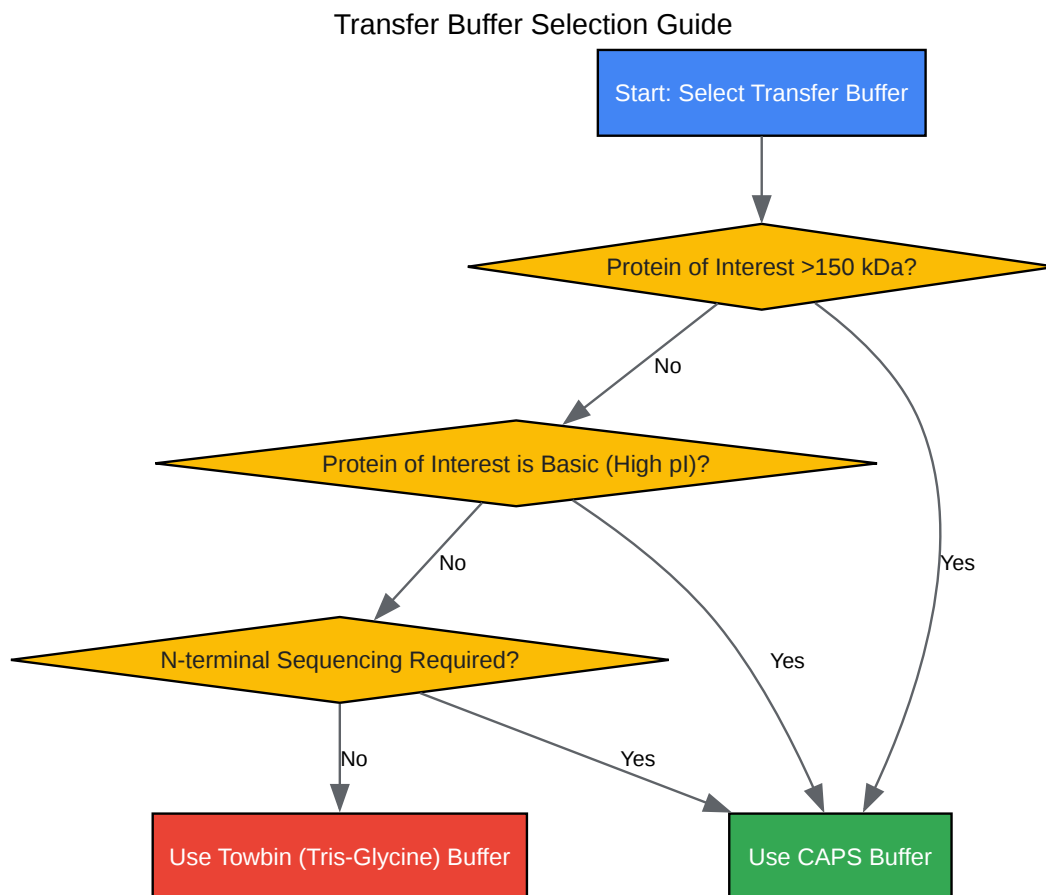 Transfer Buffer Selection Guide
Start: Select Transfer Buffer
Protein of Interest >150 kDa?
No
Protein of Interest is Basic (High pI)?
No
Yes
N-terminal Sequencing Required?
Yes
No
Yes
Use Towbin (Tris-Glycine) Buffer
Use CAPS Buffer